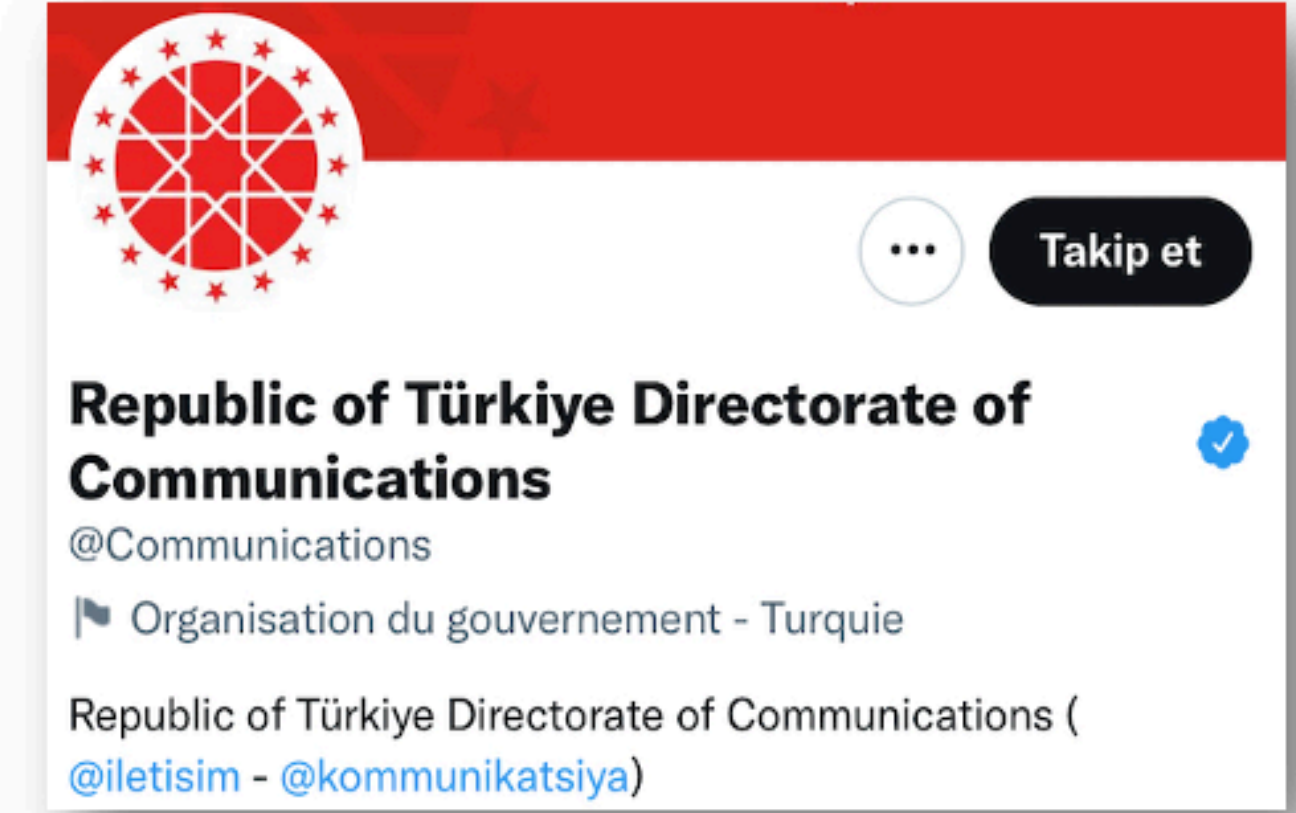 Takip et
Republic of Türkiye Directorate of
Communications
@Communications
Organisation du gouvernement - Turquie
Republic of Türkiye Directorate of Communications (
@iletisim - @kommunikatsiya)